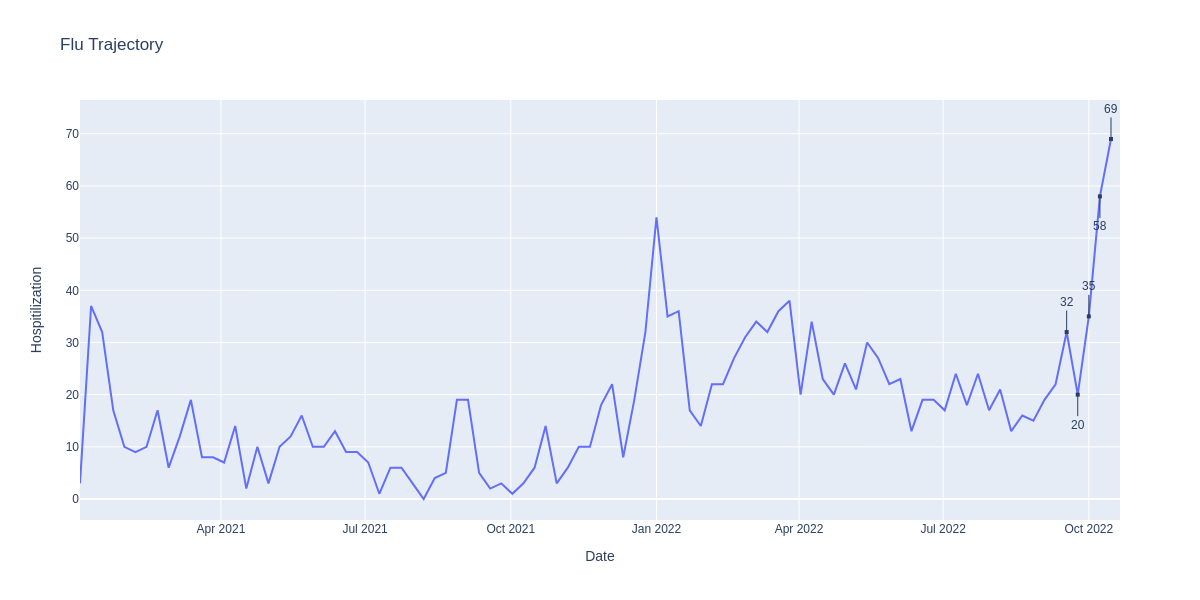 Flu Trajectory
69
70
60
50
58
40
35
32
30
20
20
10
0
Hospitilization
Apr 2021
Jul 2021
Oct 2021
Jan 2022
Apr 2022
Jul 2022
Oct 2022
Date